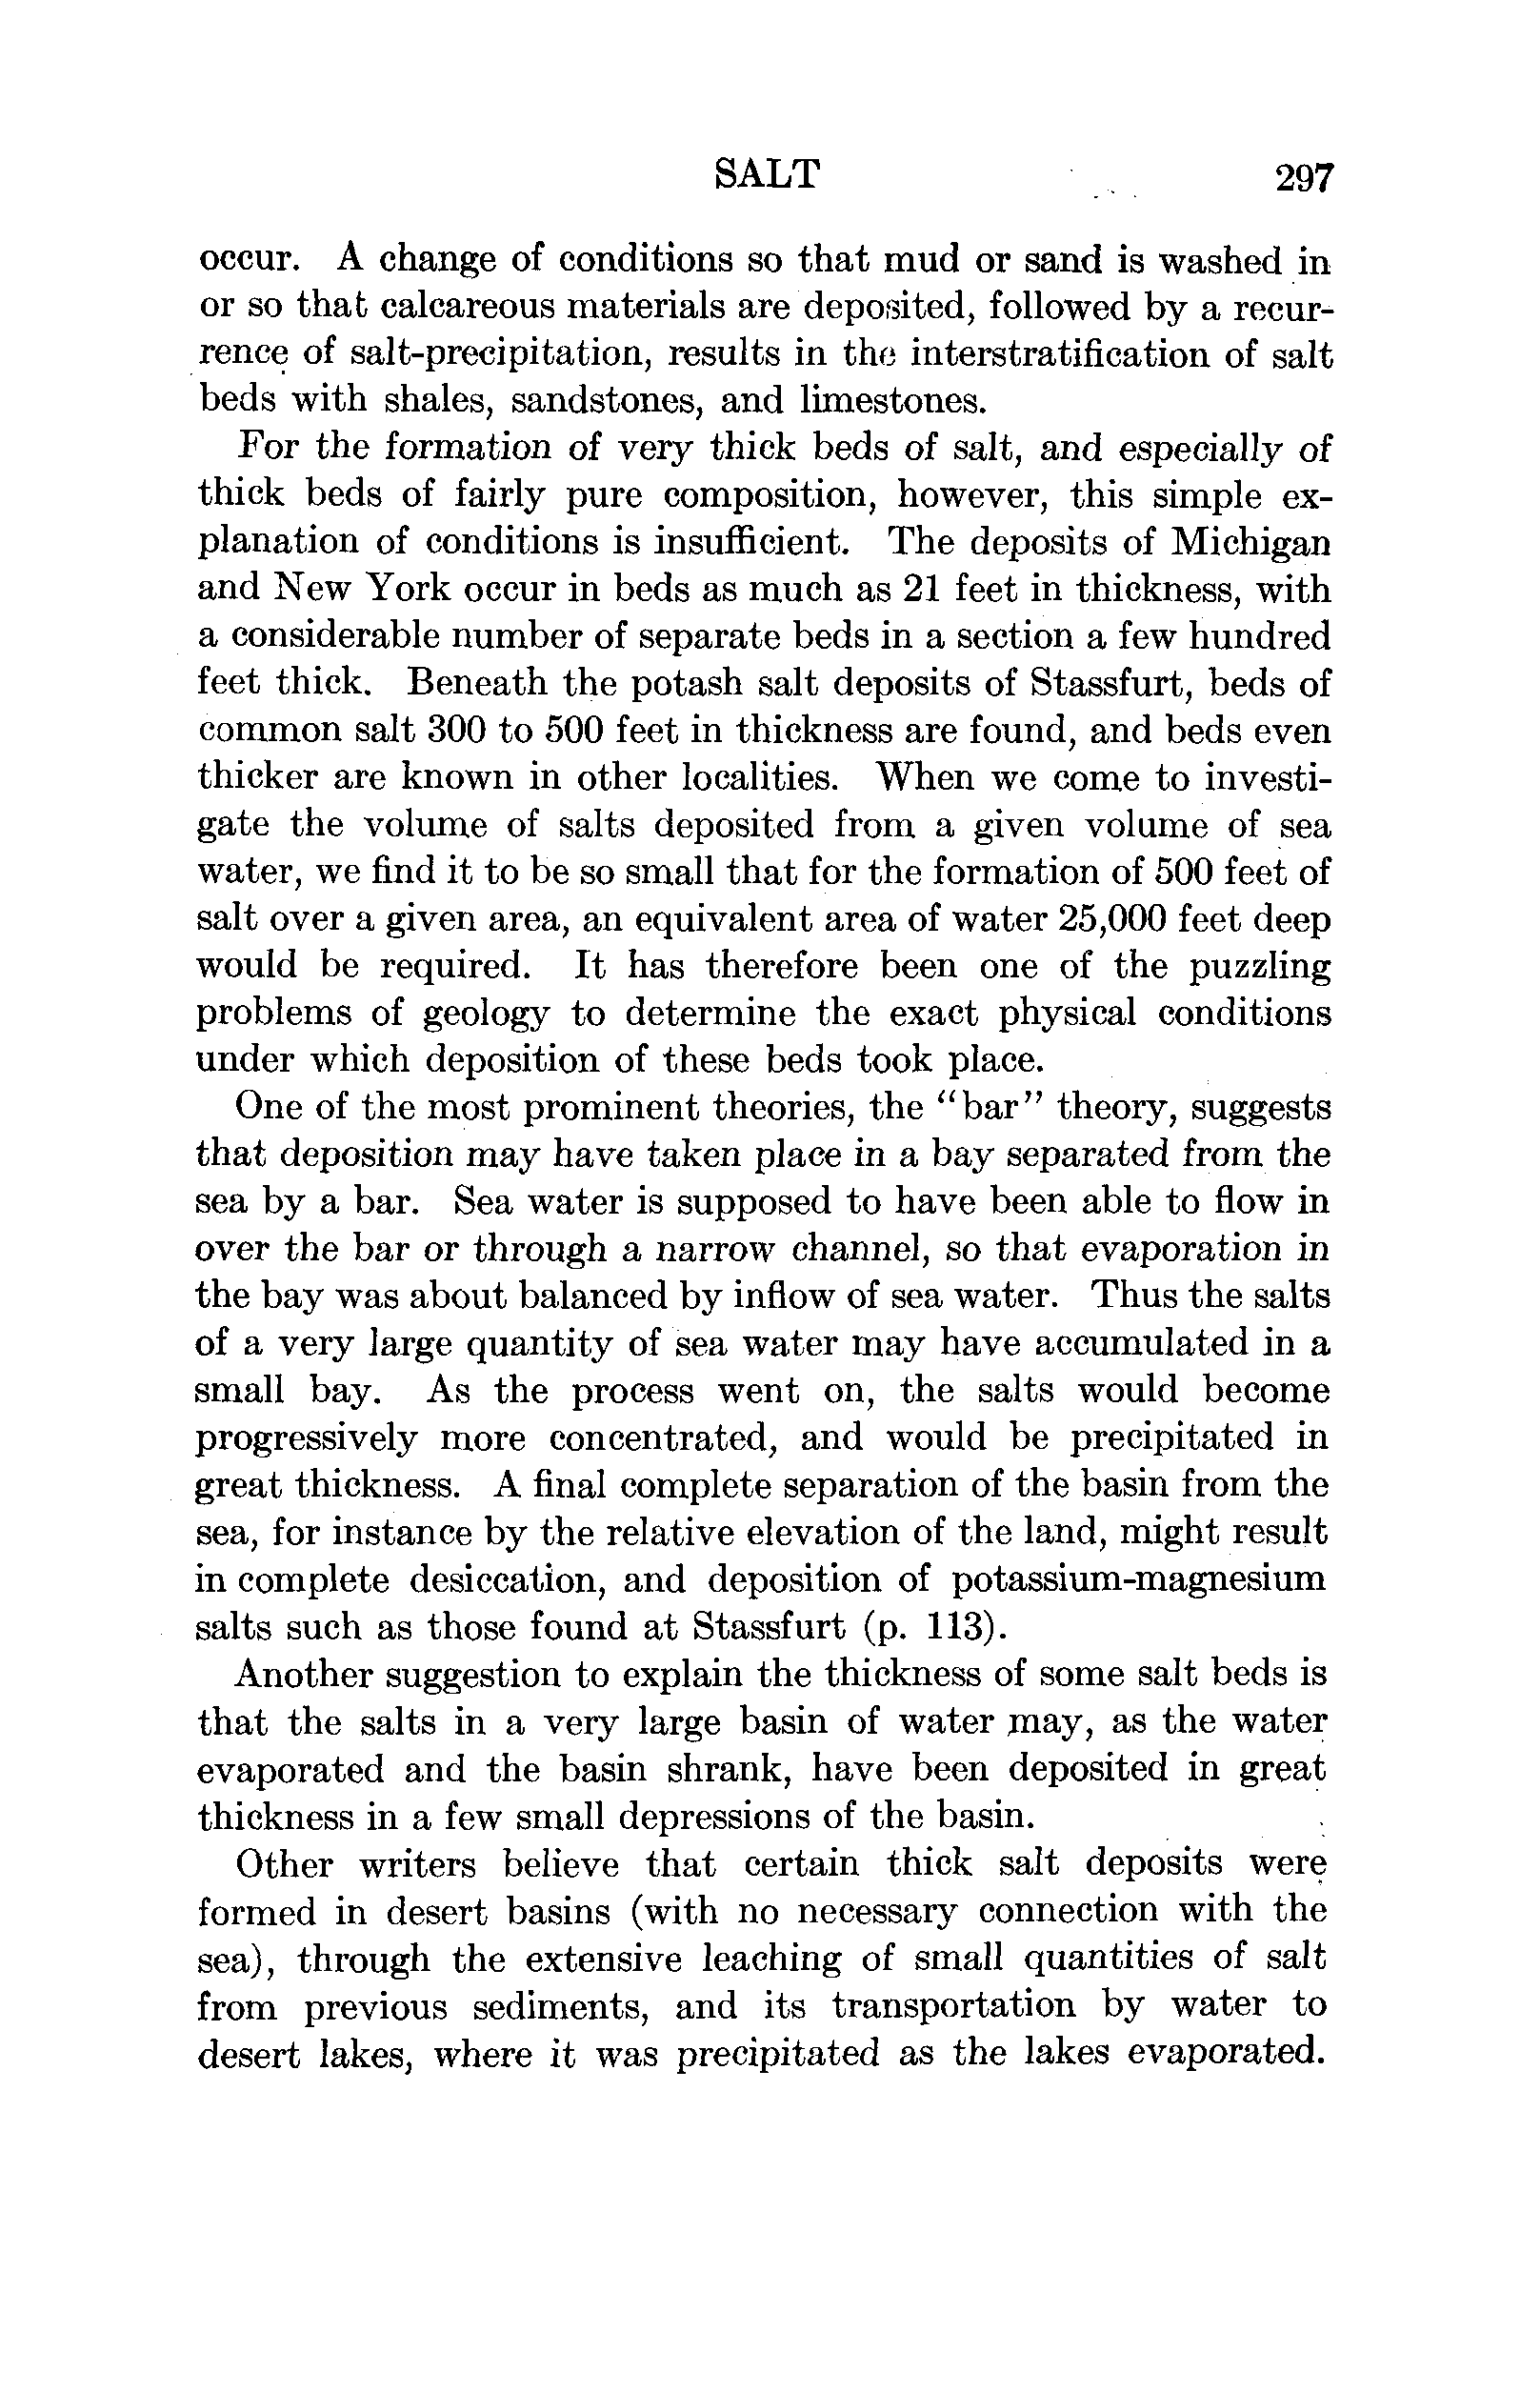 SALT 297
occur. A change of conditions so that mud or sand is washed in
or so that calcareous materials are deposited, followed by a recur-
rence of salt-precipitation, results in the interstratification of salt
beds with shales, sandstones, and limestones.
For the formation of very thick beds of salt, and especially of
thick beds of fairly pure composition, however, this simple ex-
planation of conditions is insufficient. The deposits of Michigan
and New York occur in beds as much as 21 feet in thickness, with
a considerable number of separate beds in a section a few hundred
feet thick. Beneath the potash salt deposits of Stassfurt, beds of
common salt 300 to 500 feet in thickness are found, and beds even
thicker are known in other localities. When we come to investi-
gate the volume of salts deposited from a given volume of sea
water, we find it to be so small that for the formation of 500 feet of
salt over a given area, an equivalent area of water 25,000 feet deep
would be required. It has therefore been one of the puzzling
problems of geology to determine the exact physical conditions
under which deposition of these beds took place.
One of the most prominent theories, the "bar" theory, suggests
that deposition may have taken place in a bay separated from the
sea by a bar. Sea water is supposed to have been able to flow in
over the bar or through a narrow channel, so that evaporation in
the bay was about balanced by inflow of sea water. Thus the salts
of a very large quantity of sea water may have accumulated in a
small bay. As the process went on, the salts would become
progressively more concentrated, and would be precipitated in
great thickness. A final complete separation of the basin from the
sea, for instance by the relative elevation of the land, might result
in complete desiccation, and deposition of potassium-magnesium
salts such as those found at Stassfurt (p. 113).
Another suggestion to explain the thickness of some salt beds is
that the salts in a very large basin of water may, as the water
evaporated and the basin shrank, have been deposited in great
thickness in a few small depressions of the basin.
Other writers believe that certain thick salt deposits were
formed in desert basins (with no necessary connection with the
sea), through the extensive leaching of small quantities of salt
from previous sediments, and its transportation by water to
desert lakes, where it was precipitated as the lakes evaporated.